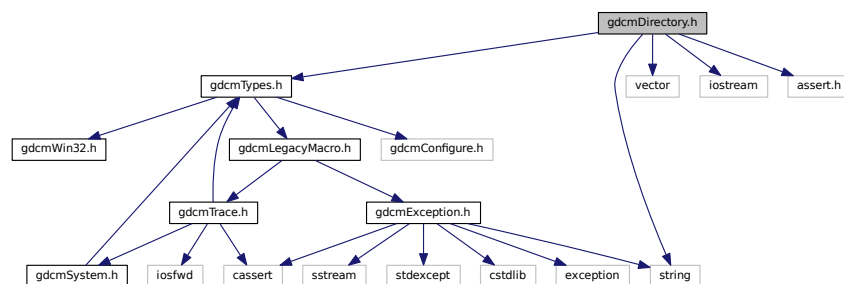 gdcmDirectory.h
gdcmTypes.h
vector
iostream
assert.h
gdcmWin32.h
gdcmLegacyMacro.h
gdcmConfigure.h
gdcmTrace.h
gdcmException.h
gdcmSystem.h
iosfwd
cassert
sstream
stdexcept
cstdlib
exception
string